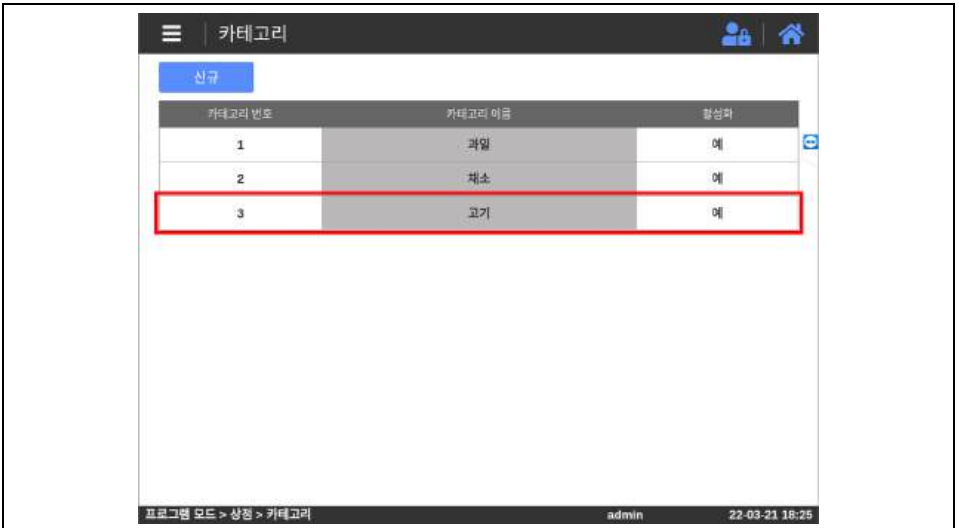 카테고리
신규
카테고리 번호 카테고리 이름 활성화
1 과일 예
2 채소 예
3 고기 예
프로그램 모드 > 상점 > 카테고리 admin 22-03-21 18:25